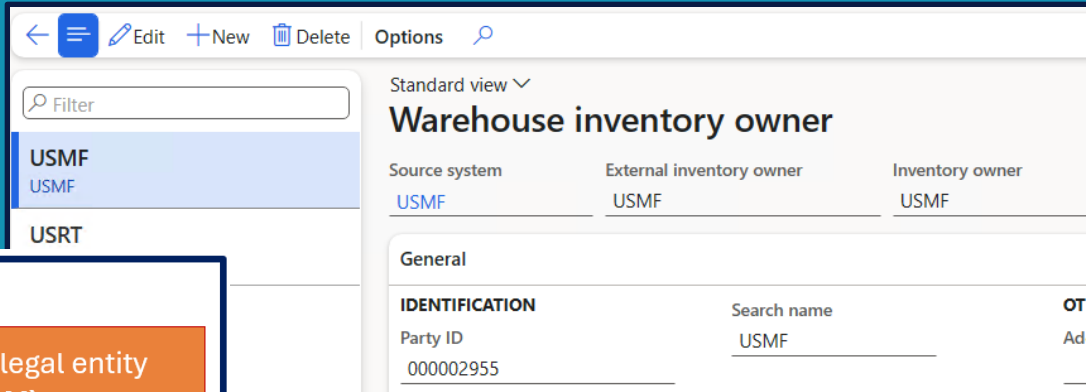 Edit New Delete Options
Filter
USMF
USMF
USRT
Standard view
Warehouse inventory owner
Source system External inventory owner Inventory owner
USMF USMF USMF
General
IDENTIFICATION Search name OT
Party ID USMF Ad
000002955
legal entity